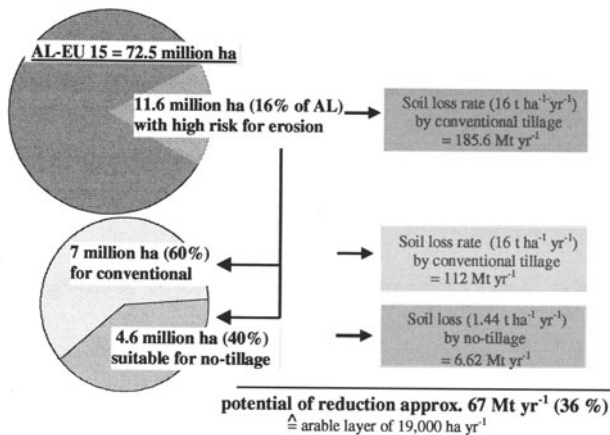 AL-EU 15 = 72.5 million ha
11.6 million ha (16% of AL)
with high risk for erosion
Soil loss rate (16 t ha⁻¹yr⁻¹)
by conventional tillage
= 185.6 Mt yr⁻¹
7 million ha (60%)
for conventional
Soil loss rate (16 t ha⁻¹ yr⁻¹)
by conventional tillage
= 112 Mt yr⁻¹
4.6 million ha (40%)
suitable for no-tillage
Soil loss (1.44 t ha⁻¹ yr⁻¹)
by no-tillage
= 6.62 Mt yr⁻¹
potential of reduction approx. 67 Mt yr⁻¹ (36 %)
≙ arable layer of 19,000 ha yr⁻¹